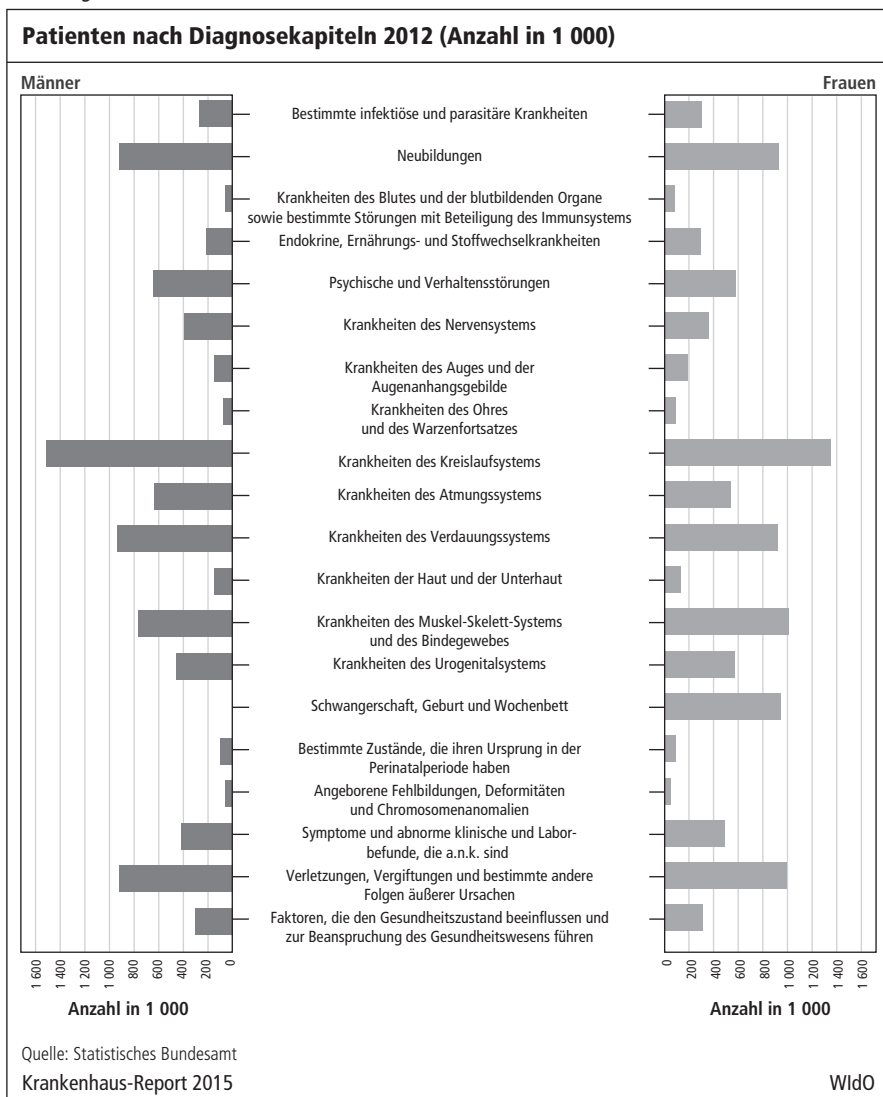 Patienten nach Diagnosekapiteln 2012 (Anzahl in 1 000)
Männer
Frauen
Bestimmte infektiöse und parasitäre Krankheiten
Neubildungen
Krankheiten des Blutes und der blutbildenden Organe
sowie bestimmte Störungen mit Beteiligung des Immunsystems
Endokrine, Ernährungs- und Stoffwechselkrankheiten
Psychische und Verhaltensstörungen
Krankheiten des Nervensystems
Krankheiten des Auges und der
Augenanhangsgebilde
Krankheiten des Ohres
und des Warzenfortsatzes
Krankheiten des Kreislaufsystems
Krankheiten des Atmungssystems
Krankheiten des Verdauungssystems
Krankheiten der Haut und der Unterhaut
Krankheiten des Muskel-Skelett-Systems
und des Bindegewebes
Krankheiten des Urogenitalsystems
Schwangerschaft, Geburt und Wochenbett
Bestimmte Zustände, die ihren Ursprung in der
Perinatalperiode haben
Angeborene Fehlbildungen, Deformitäten
und Chromosomenanomalien
Symptome und abnorme klinische und Labor-
befunde, die a.n.k. sind
Verletzungen, Vergiftungen und bestimmte andere
Folgen äußerer Ursachen
Faktoren, die den Gesundheitszustand beeinflussen und
zur Beanspruchung des Gesundheitswesens führen
1 600 1 400 1 200 1 000 800 600 400 200 0
0 200 400 600 800 1 000 1 200 1 400 1 600
Anzahl in 1 000
Anzahl in 1 000
Quelle: Statistisches Bundesamt
Krankenhaus-Report 2015
WIdO